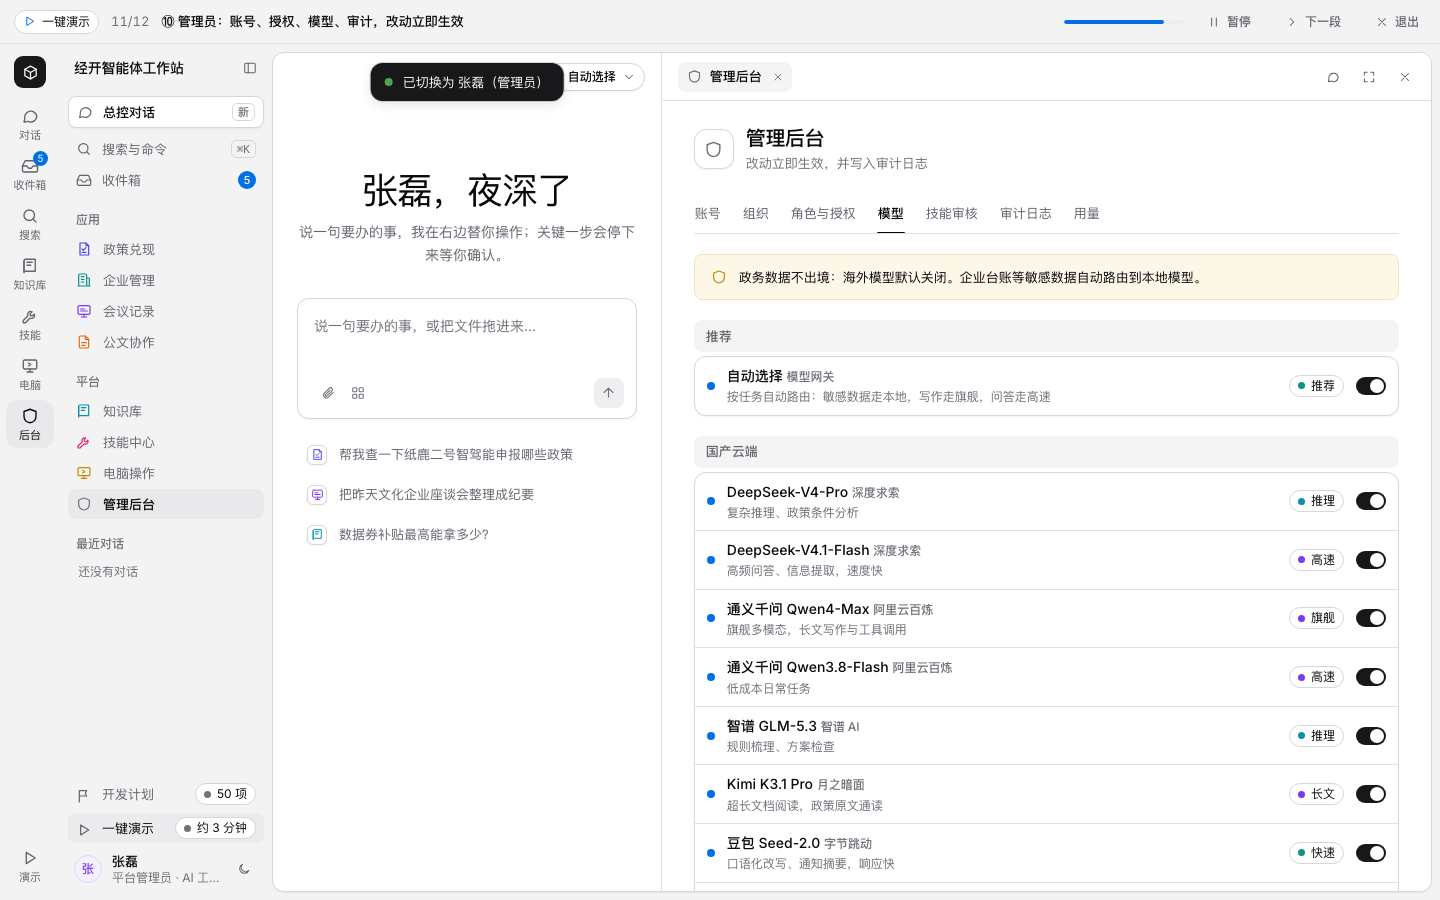 一键演示
11/12
⑩ 管理员：账号、授权、模型、审计，改动立即生效
暂停
下一段
退出
对话
5
收件箱
搜索
知识库
技能
电脑
后台
演示
经开智能体工作站
总控对话
新
搜索与命令
⌘K
收件箱
5
应用
政策兑现
企业管理
会议记录
公文协作
平台
知识库
技能中心
电脑操作
管理后台
最近对话
还没有对话
开发计划
50 项
一键演示
约 3 分钟
张
张磊
平台管理员 · AI 工...
已切换为 张磊（管理员）
自动选择
张磊，夜深了
说一句要办的事，我在右边替你操作；关键一步会停下
来等你确认。
说一句要办的事，或把文件拖进来...
帮我查一下纸鹿二号智驾能申报哪些政策
把昨天文化企业座谈会整理成纪要
数据券补贴最高能拿多少？
管理后台
管理后台
改动立即生效，并写入审计日志
账号
组织
角色与授权
模型
技能审核
审计日志
用量
政务数据不出境：海外模型默认关闭。企业台账等敏感数据自动路由到本地模型。
推荐
自动选择 模型网关
按任务自动路由：敏感数据走本地，写作走旗舰，问答走高速
推荐
国产云端
DeepSeek-V4-Pro 深度求索
复杂推理、政策条件分析
推理
DeepSeek-V4.1-Flash 深度求索
高频问答、信息提取，速度快
高速
通义千问 Qwen4-Max 阿里云百炼
旗舰多模态，长文写作与工具调用
旗舰
通义千问 Qwen3.8-Flash 阿里云百炼
低成本日常任务
高速
智谱 GLM-5.3 智谱 AI
规则梳理、方案检查
推理
Kimi K3.1 Pro 月之暗面
超长文档阅读，政策原文通读
长文
豆包 Seed-2.0 字节跳动
口语化改写、通知摘要，响应快
快速